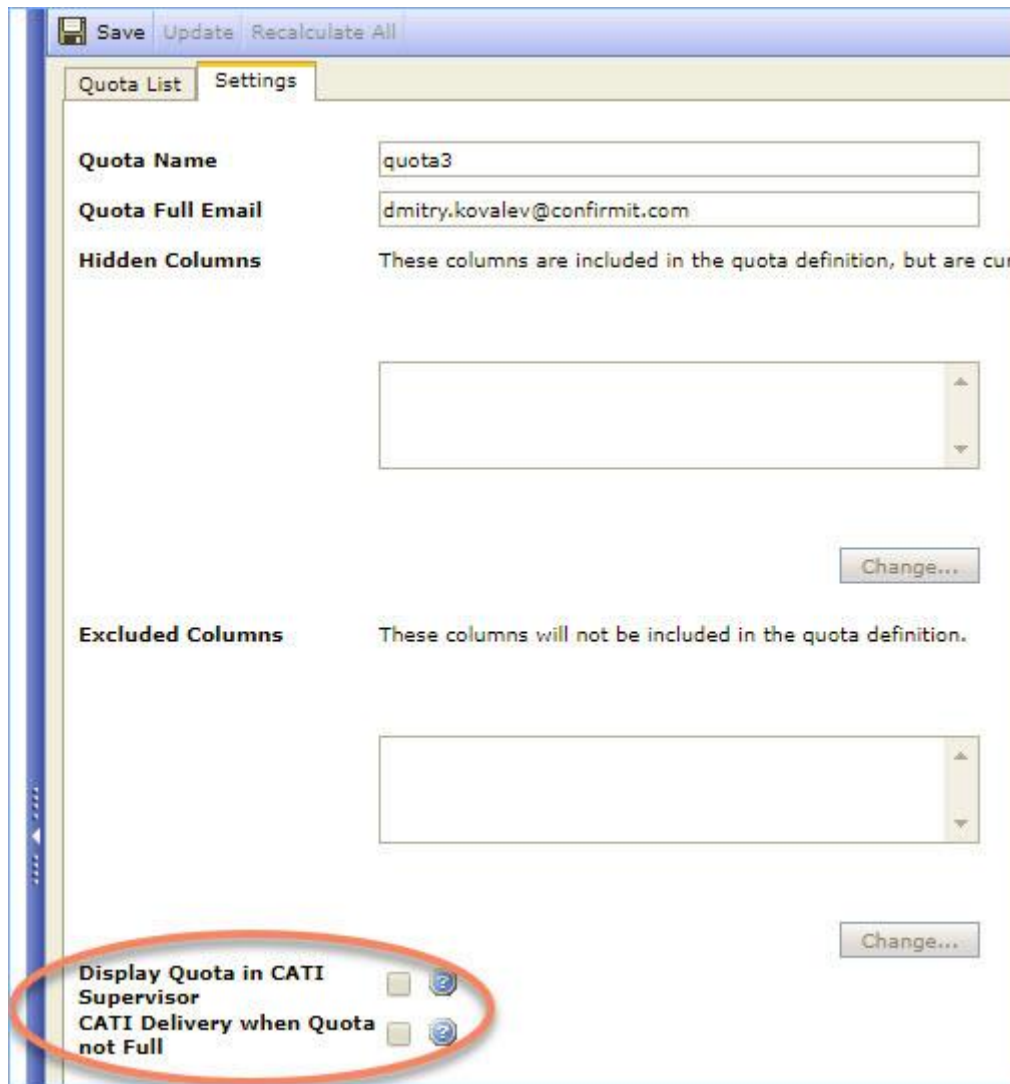 Save Update Recalculate All
Quota List Settings
Quota Name quota3
Quota Full Email dmitry.kovalev@confirmit.com
Hidden Columns These columns are included in the quota definition, but are cu
Change...
Excluded Columns These columns will not be included in the quota definition.
Change...
Display Quota in CATI
Supervisor
CATI Delivery when Quota
not Full